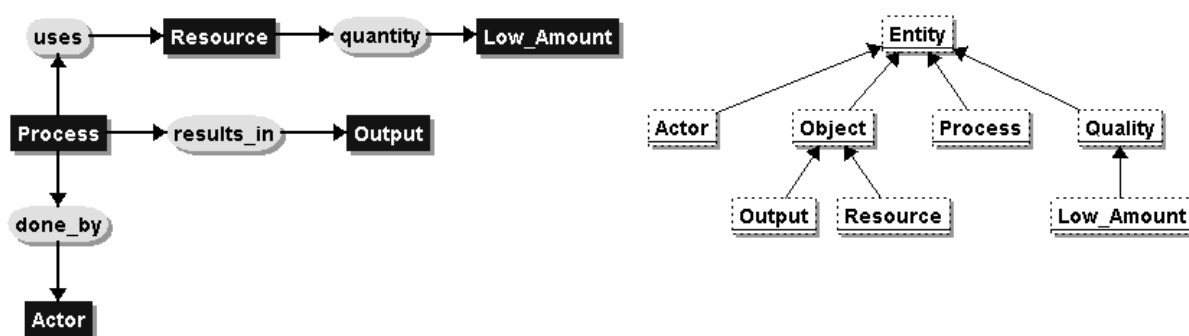 uses Resource quantity Low_Amount
Process results_in Output
done_by
Actor
Entity
Actor Object Process Quality
Output Resource Low_Amount